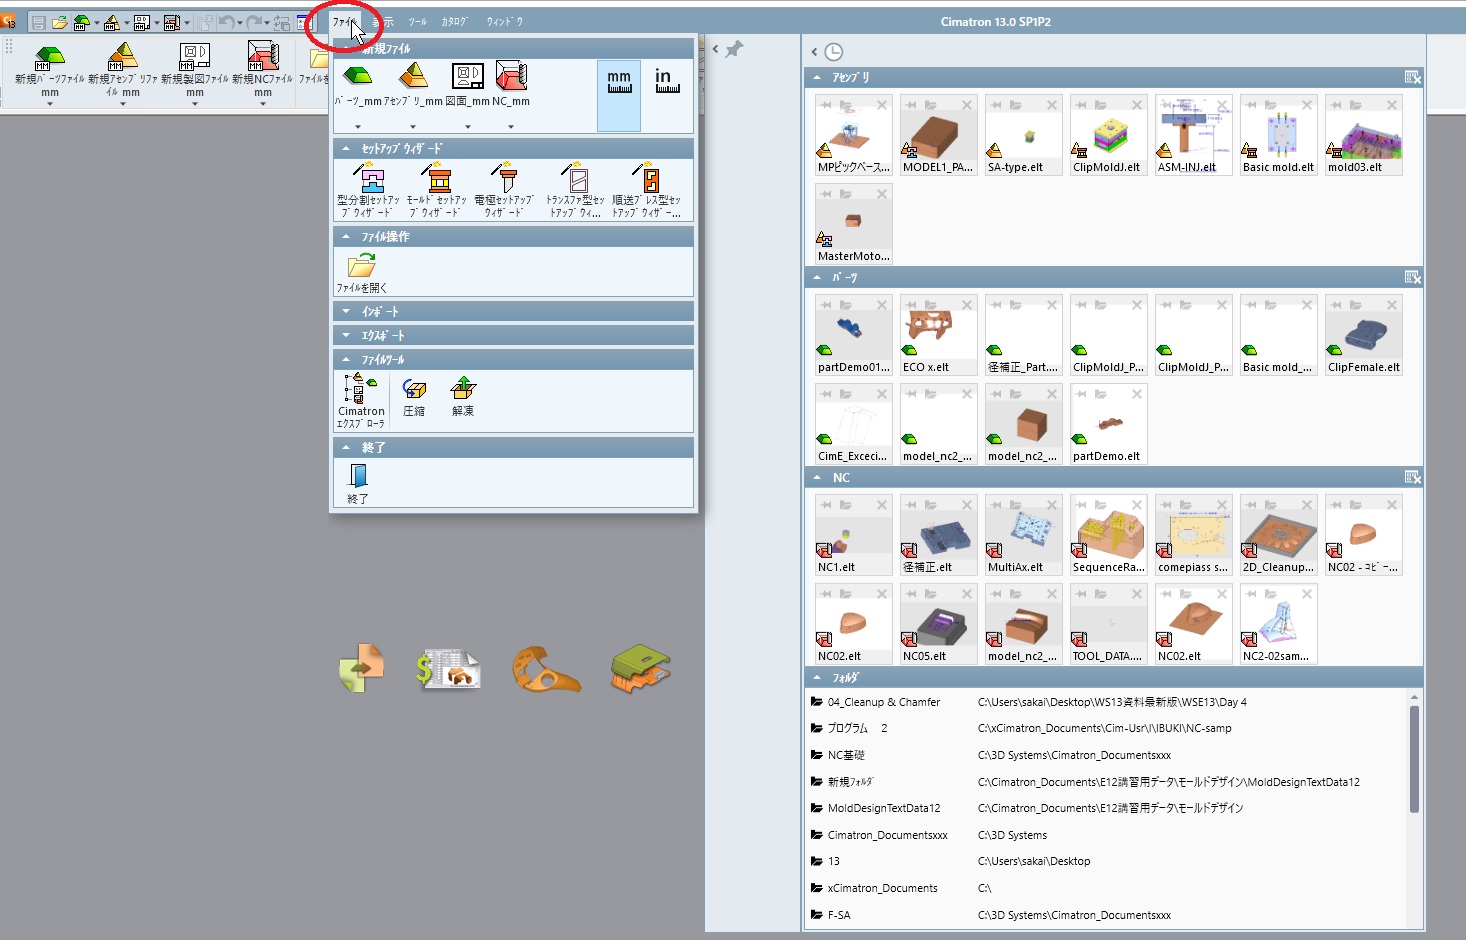 13
ファイル
表示
ツール
カタログ
ウィンドウ
Cimatron 13.0 SP1P2
新規パーツファイル
mm
新規アセンブリファ
イル mm
新規製図ファイル
mm
新規NCファイル
mm
ファイルを
新規ファイル
パーツ_mm
アセンブリ_mm
図面_mm
NC_mm
mm
in
セットアップ ウィザード
型分割セットアッ
プウィザード
モールド セットアッ
プウィザード
電極セットアップ
ウィザード
トランスファ型セッ
トアップウィ...
順送プレス型セッ
トアップウィザー...
ファイル操作
ファイルを開く
インポート
エクスポート
ファイルツール
Cimatron
エクスプローラ
圧縮
解凍
終了
終了
アセンブリ
MPピックベース...
MODEL1_PA...
SA-type.elt
ClipMoldJ.elt
ASM-INJ.elt
Basic mold.elt
mold03.elt
MasterMoto...
パーツ
partDemo01...
ECO x.elt
径補正_Part....
ClipMoldJ_P...
ClipMoldJ_P...
Basic mold_...
ClipFemale.elt
CimE_Exceci...
model_nc2_...
model_nc2_...
partDemo.elt
NC
NC1.elt
径補正.elt
MultiAx.elt
SequenceRa...
comepiass s...
2D_Cleanup...
NC02 - コピー...
NC02.elt
NC05.elt
model_nc2_...
TOOL_DATA....
NC02.elt
NC2-02sam...
フォルダ
04_Cleanup & Chamfer C:\Users\sakai\Desktop\WS13資料最新版\WSE13\Day 4
プログラム　2 C:\xCimatron_Documents\Cim-Usr\I\IBUKI\NC-samp
NC基礎 C:\3D Systems\Cimatron_Documentsxxx
新規フォルダ C:\Cimatron_Documents\E12講習用データ\モールドデザイン\MoldDesignTextData12
MoldDesignTextData12 C:\Cimatron_Documents\E12講習用データ\モールドデザイン
Cimatron_Documentsxxx C:\3D Systems
13 C:\Users\sakai\Desktop
xCimatron_Documents C:\
F-SA C:\3D Systems\Cimatron_Documentsxxx